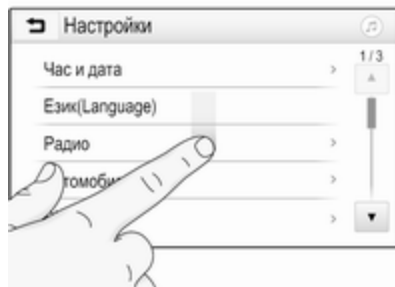 Настройки
Час и дата
1/3
Език(Language)
Радио